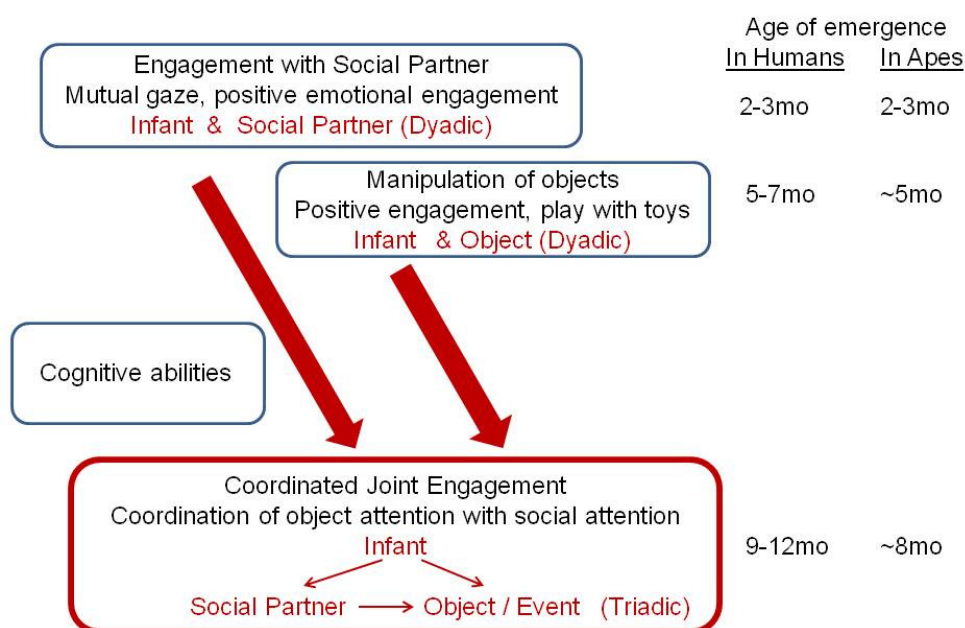 Age of emergence
In Humans In Apes
Engagement with Social Partner
Mutual gaze, positive emotional engagement
Infant & Social Partner (Dyadic)
2-3mo 2-3mo
Manipulation of objects
Positive engagement, play with toys
Infant & Object (Dyadic)
5-7mo ~5mo
Cognitive abilities
Coordinated Joint Engagement
Coordination of object attention with social attention
Infant
Social Partner Object / Event (Triadic)
9-12mo ~8mo